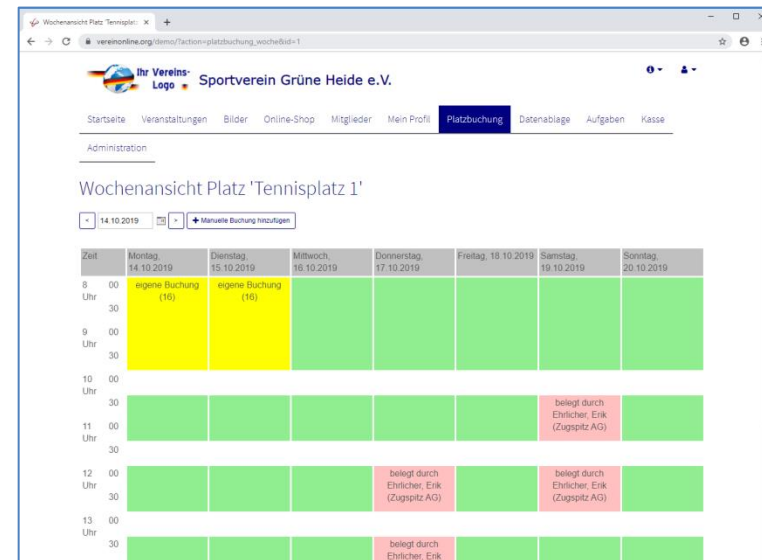 Wochenansicht Platz 'Tennispla
vereinonline.org/demo/?action=platzbuchung_woche&id=1
Ihr Vereins-
Logo
Sportverein Grüne Heide e.V.
Startseite Veranstaltungen Bilder Online-Shop Mitglieder Mein Profil Platzbuchung Datenablage Aufgaben Kasse
Administration
Wochenansicht Platz 'Tennisplatz 1'
< 14.10.2019 > + Manuelle Buchung hinzufügen
Zeit Montag, Dienstag, Mittwoch, Donnerstag, Freitag, 18.10.2019 Samstag, Sonntag,
14.10.2019 15.10.2019 16.10.2019 17.10.2019 19.10.2019 20.10.2019
8 00 eigene Buchung eigene Buchung
Uhr (16) (16)
30
9 00
Uhr
30
10 00
Uhr
30 belegt durch
Ehrlicher, Erik
11 00 (Zugspitz AG)
Uhr
30
12 00 belegt durch belegt durch
Uhr Ehrlicher, Erik Ehrlicher, Erik
30 (Zugspitz AG) (Zugspitz AG)
13 00
Uhr
30 belegt durch
Ehrlicher, Erik